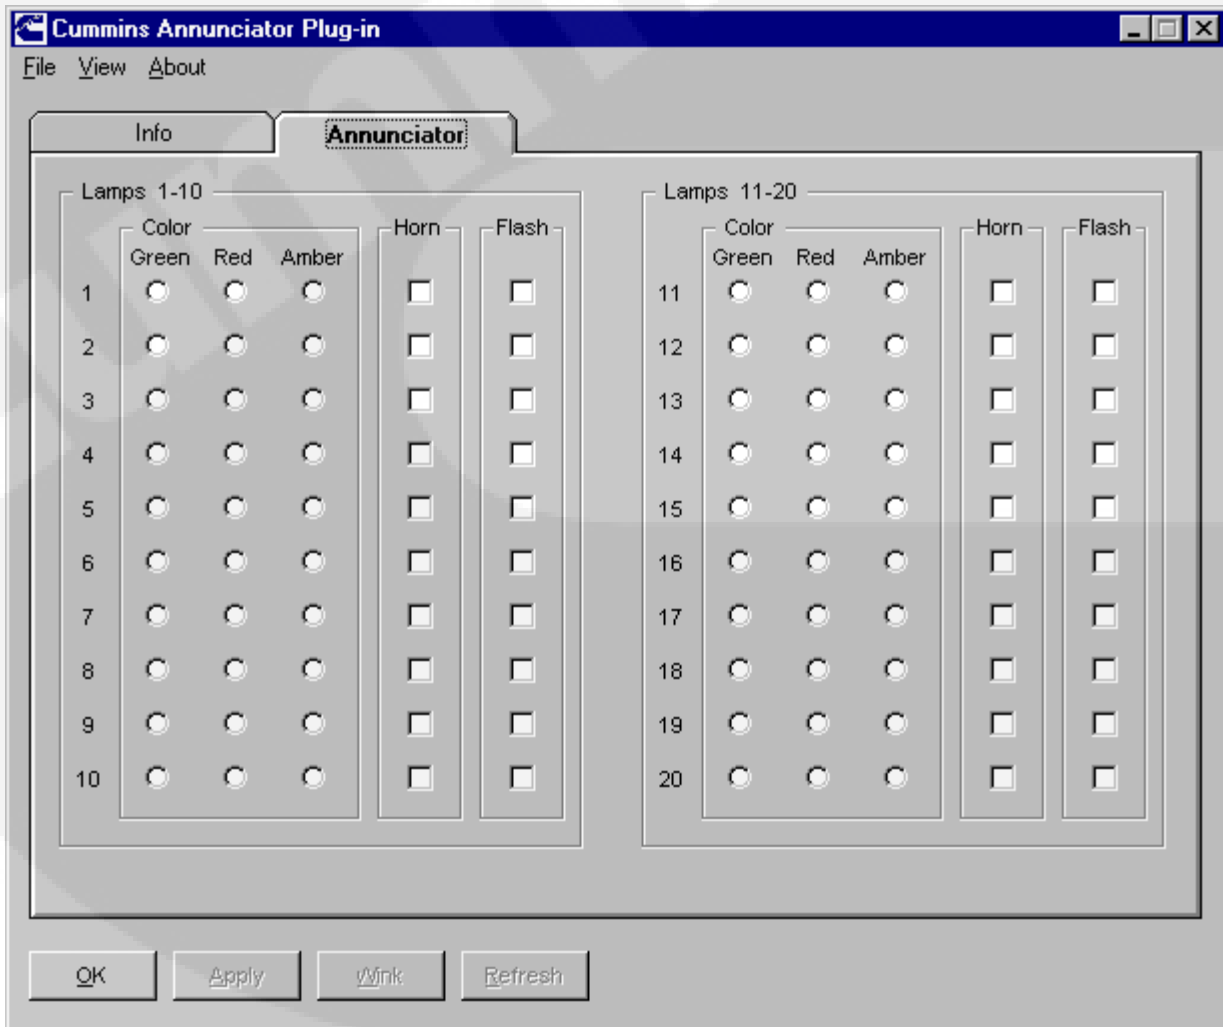 Cummins Annunciator Plug-in
File View About
Info Annunciator
Lamps 1-10 Lamps 11-20
Color Horn Flash Color Horn Flash
Green Red Amber Green Red Amber
1 11
2 12
3 13
4 14
5 15
6 16
7 17
8 18
9 19
10 20
OK Apply Wink Refresh